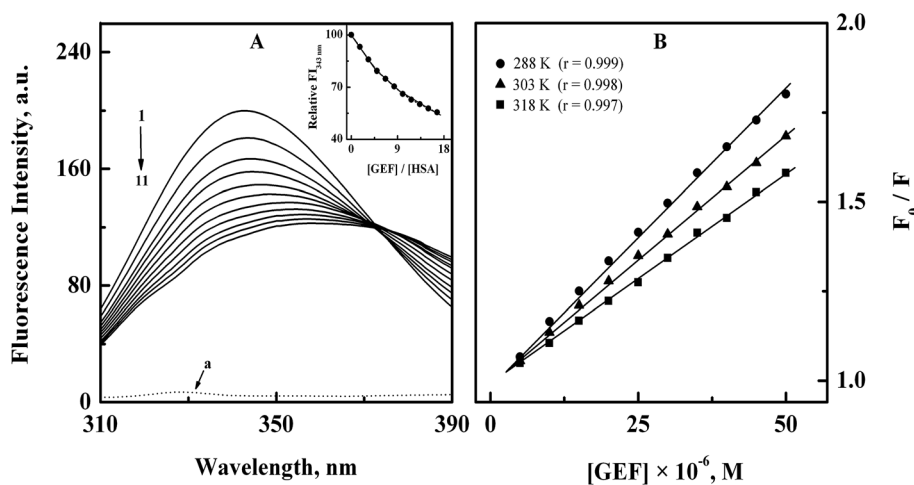 A
Fluorescence Intensity, a.u.
260
240
160
80
0
310
350
390
Wavelength, nm
1
11
a
Relative FI343 nm
100
70
40
0
9
18
[GEF] / [HSA]
B
288 K (r = 0.999)
303 K (r = 0.998)
318 K (r = 0.997)
F0 / F
2.0
1.5
1.0
0
25
50
[GEF] × 10-6, M